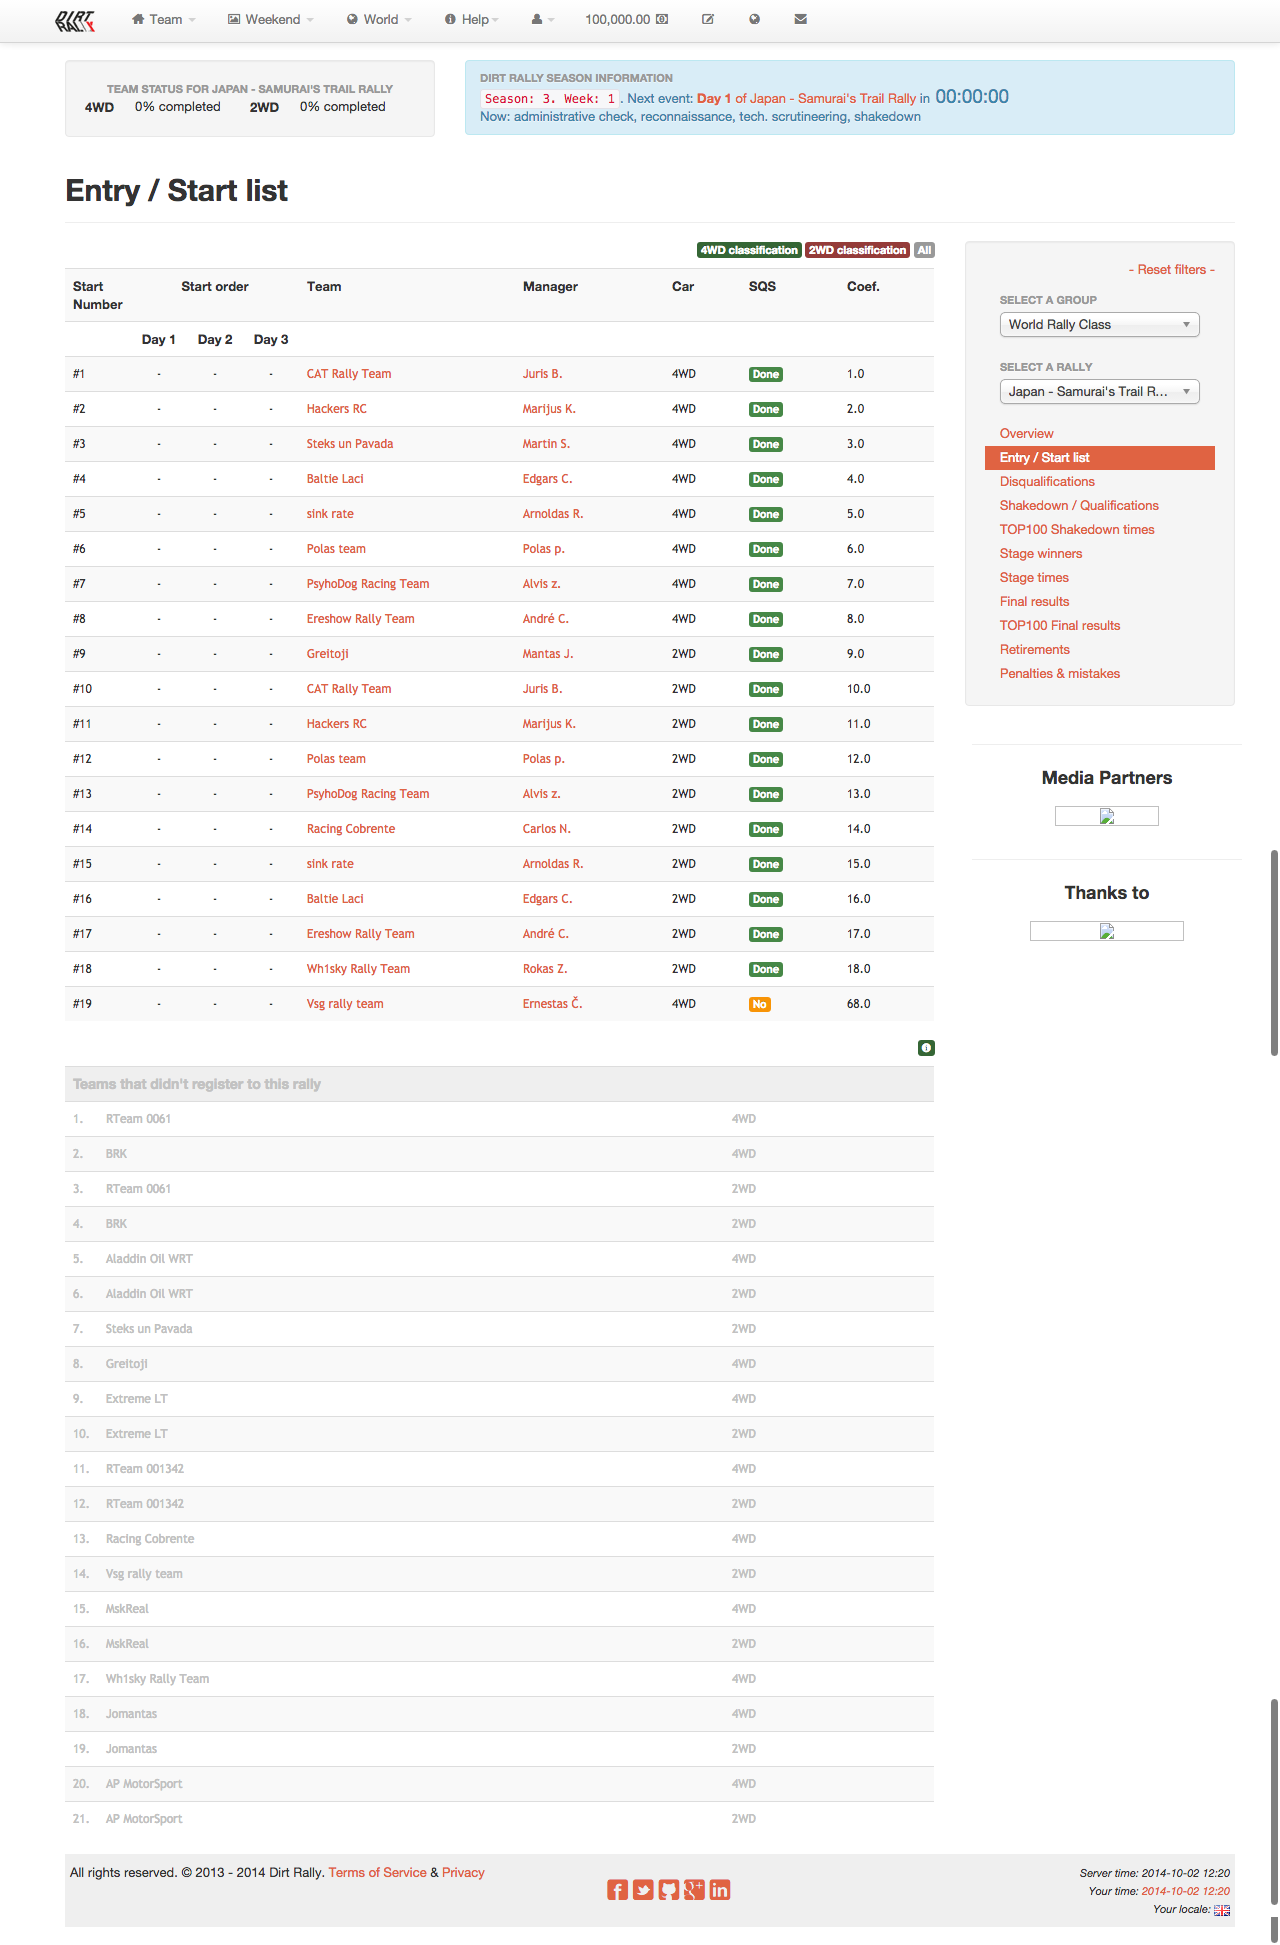 DIRT RALLY
Team Weekend World Help 100,000.00
TEAM STATUS FOR JAPAN - SAMURAI'S TRAIL RALLY
4WD 0% completed 2WD 0% completed
DIRT RALLY SEASON INFORMATION
Season: 3. Week: 1 . Next event: Day 1 of Japan - Samurai's Trail Rally in 00:00:00
Now: administrative check, reconnaissance, tech. scrutineering, shakedown
Entry / Start list
4WD classification 2WD classification All
Start Number Start order Team Manager Car SQS Coef.
Day 1 Day 2 Day 3
#1 - - - CAT Rally Team Juris B. 4WD Done 1.0
#2 - - - Hackers RC Marijus K. 4WD Done 2.0
#3 - - - Steks un Pavada Martin S. 4WD Done 3.0
#4 - - - Baltie Laci Edgars C. 4WD Done 4.0
#5 - - - sink rate Arnoldas R. 4WD Done 5.0
#6 - - - Polas team Polas p. 4WD Done 6.0
#7 - - - PsyhoDog Racing Team Alvis z. 4WD Done 7.0
#8 - - - Ereshow Rally Team André C. 4WD Done 8.0
#9 - - - Greitoji Mantas J. 2WD Done 9.0
#10 - - - CAT Rally Team Juris B. 2WD Done 10.0
#11 - - - Hackers RC Marijus K. 2WD Done 11.0
#12 - - - Polas team Polas p. 2WD Done 12.0
#13 - - - PsyhoDog Racing Team Alvis z. 2WD Done 13.0
#14 - - - Racing Cobrente Carlos N. 2WD Done 14.0
#15 - - - sink rate Arnoldas R. 2WD Done 15.0
#16 - - - Baltie Laci Edgars C. 2WD Done 16.0
#17 - - - Ereshow Rally Team André C. 2WD Done 17.0
#18 - - - Wh1sky Rally Team Rokas Z. 2WD Done 18.0
#19 - - - Vsg rally team Ernestas Č. 4WD No 68.0
Teams that didn't register to this rally
1. RTeam 0061 4WD
2. BRK 4WD
3. RTeam 0061 2WD
4. BRK 2WD
5. Aladdin Oil WRT 4WD
6. Aladdin Oil WRT 2WD
7. Steks un Pavada 2WD
8. Greitoji 4WD
9. Extreme LT 4WD
10. Extreme LT 2WD
11. RTeam 001342 4WD
12. RTeam 001342 2WD
13. Racing Cobrente 4WD
14. Vsg rally team 2WD
15. MskReal 4WD
16. MskReal 2WD
17. Wh1sky Rally Team 4WD
18. Jomantas 4WD
19. Jomantas 2WD
20. AP MotorSport 4WD
21. AP MotorSport 2WD
- Reset filters -
SELECT A GROUP
World Rally Class
SELECT A RALLY
Japan - Samurai's Trail R...
Overview
Entry / Start list
Disqualifications
Shakedown / Qualifications
TOP100 Shakedown times
Stage winners
Stage times
Final results
TOP100 Final results
Retirements
Penalties & mistakes
Media Partners
Thanks to
All rights reserved. © 2013 - 2014 Dirt Rally. Terms of Service & Privacy
Server time: 2014-10-02 12:20
Your time: 2014-10-02 12:20
Your locale: